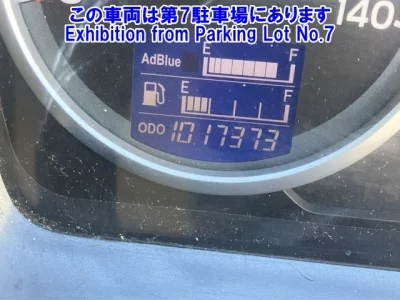 この車両は第7駐車場にあります
Exhibition from Parking Lot No.7
140
AdBlue E F
E F
ODO 1017373